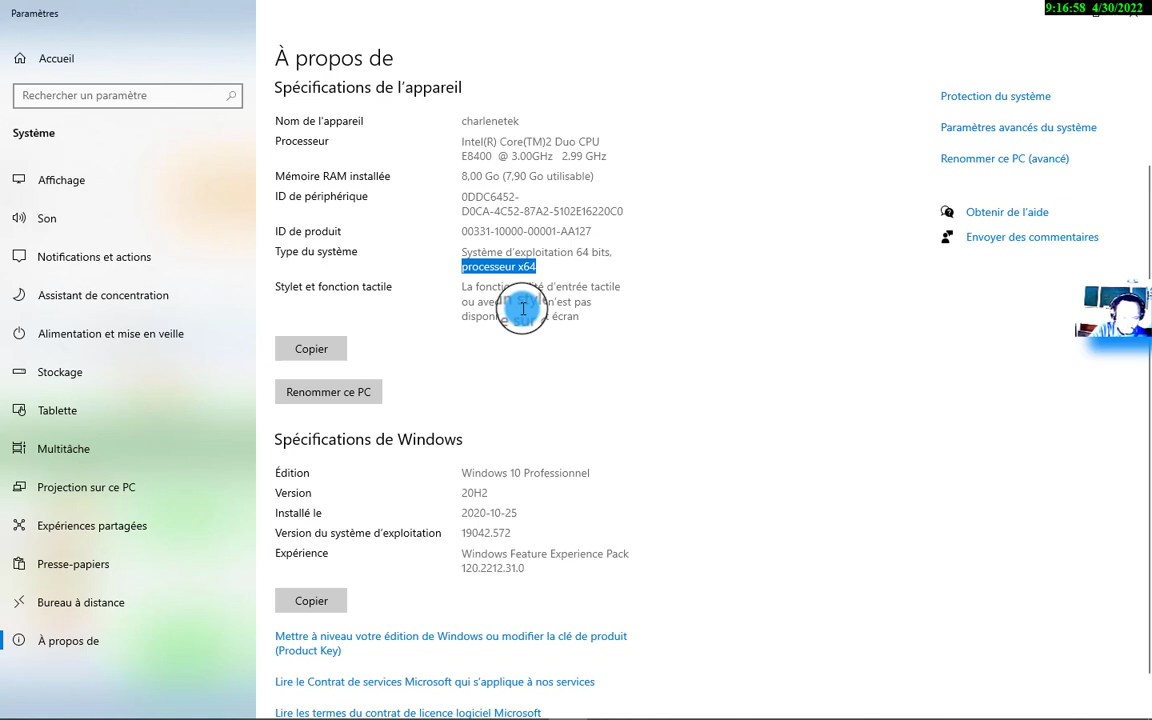 Paramètres
9:16:58 4/30/2022
Accueil
Rechercher un paramètre
Système
Affichage
Son
Notifications et actions
Assistant de concentration
Alimentation et mise en veille
Stockage
Tablette
Multitâche
Projection sur ce PC
Expériences partagées
Presse-papiers
Bureau à distance
À propos de
À propos de
Spécifications de l'appareil
Nom de l'appareil charlenetek
Processeur Intel(R) Core(TM)2 Duo CPU
E8400 @ 3.00GHz 2.99 GHz
Mémoire RAM installée 8,00 Go (7,90 Go utilisable)
ID de périphérique 0DDC6452-
D0CA-4C52-87A2-5102E16220C0
ID de produit 00331-10000-00001-AA127
Type du système Système d'exploitation 64 bits,
processeur x64
Stylet et fonction tactile La fonctionnalité d'entrée tactile
ou avec un stylet n'est pas
écran
Copier
Renommer ce PC
Spécifications de Windows
Édition Windows 10 Professionnel
Version 20H2
Installé le 2020-10-25
Version du système d'exploitation 19042.572
Expérience Windows Feature Experience Pack
120.2212.31.0
Copier
Mettre à niveau votre édition de Windows ou modifier la clé de produit
(Product Key)
Lire le Contrat de services Microsoft qui s'applique à nos services
Lire les termes du contrat de licence logiciel Microsoft
Protection du système
Paramètres avancés du système
Renommer ce PC (avancé)
Obtenir de l'aide
Envoyer des commentaires